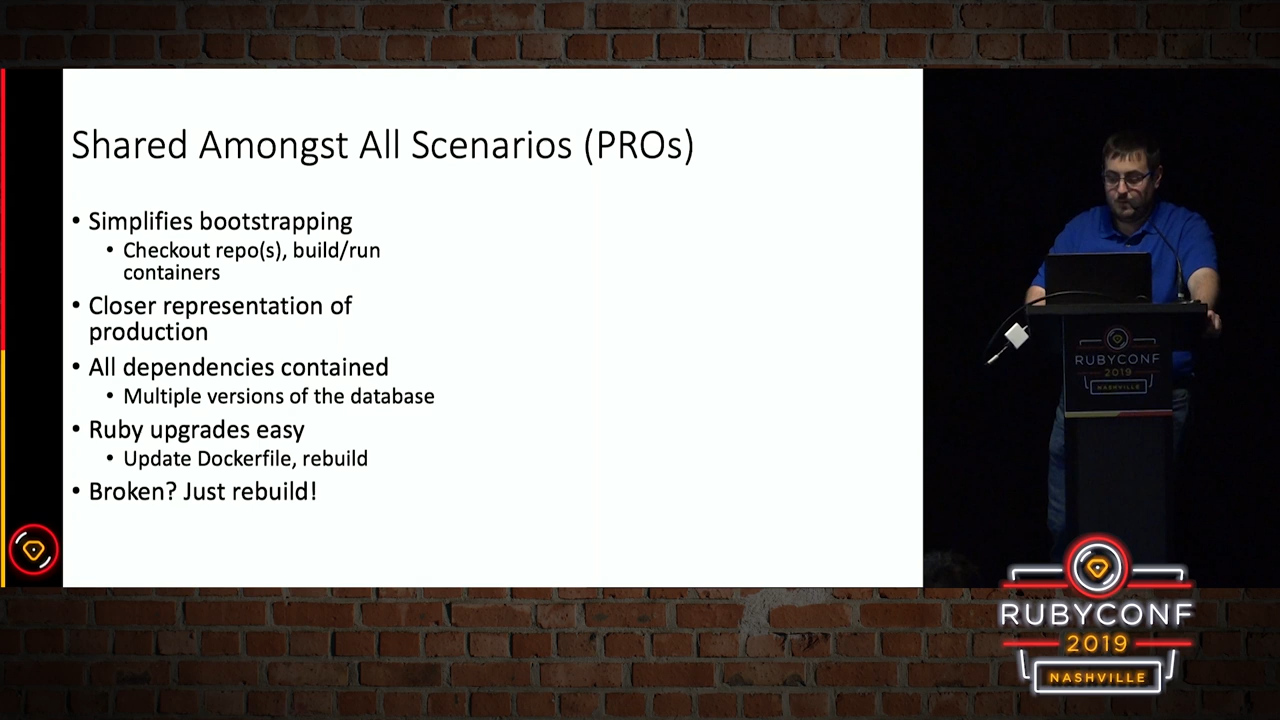 Shared Amongst All Scenarios (PROs)
• Simplifies bootstrapping
• Checkout repo(s), build/run
containers
• Closer representation of
production
• All dependencies contained
• Multiple versions of the database
• Ruby upgrades easy
• Update Dockerfile, rebuild
• Broken? Just rebuild!
RUBYCONF
2019
NASHVILLE
RUBYCONF
2019
NASHVILLE